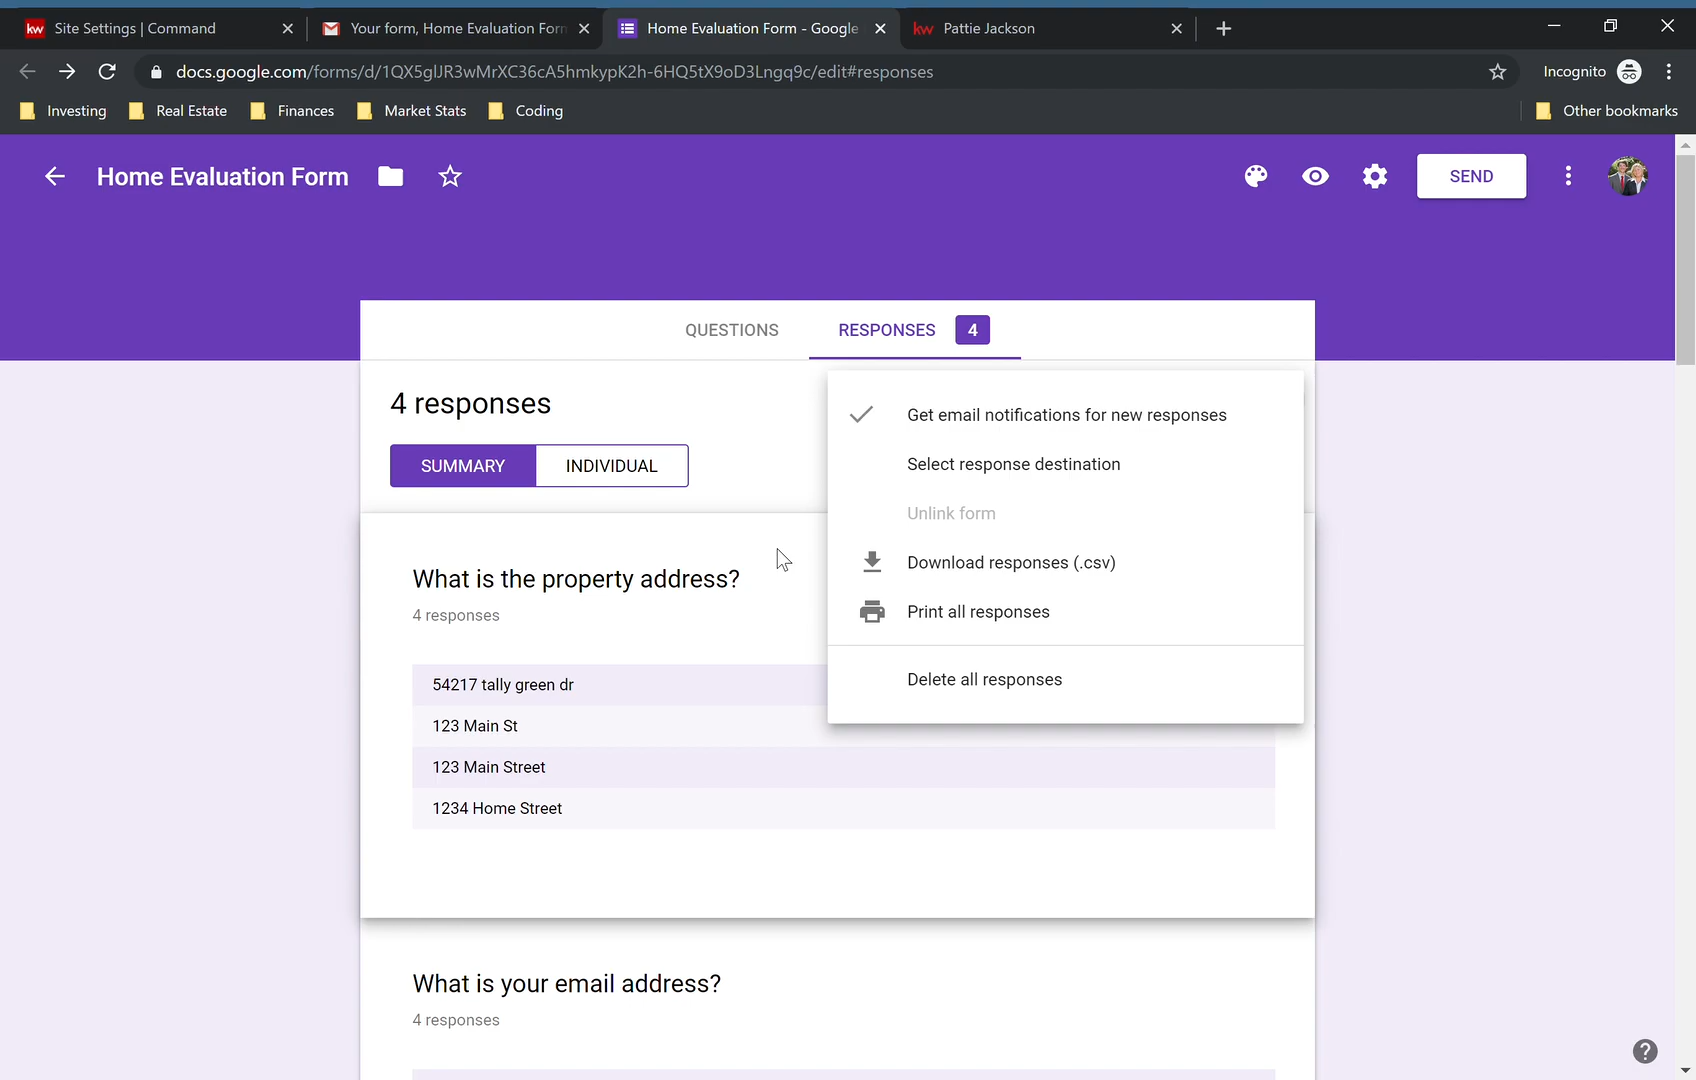 kw Site Settings | Command
Your form, Home Evaluation Form
Home Evaluation Form - Google
kw Pattie Jackson
docs.google.com/forms/d/1QX5glJR3wMrXC36cA5hmkypK2h-6HQ5tX9oD3Lngq9c/edit#responses
Incognito
Investing
Real Estate
Finances
Market Stats
Coding
Other bookmarks
Home Evaluation Form
SEND
QUESTIONS
RESPONSES 4
4 responses
SUMMARY
INDIVIDUAL
Get email notifications for new responses
Select response destination
Unlink form
Download responses (.csv)
Print all responses
Delete all responses
What is the property address?
4 responses
54217 tally green dr
123 Main St
123 Main Street
1234 Home Street
What is your email address?
4 responses